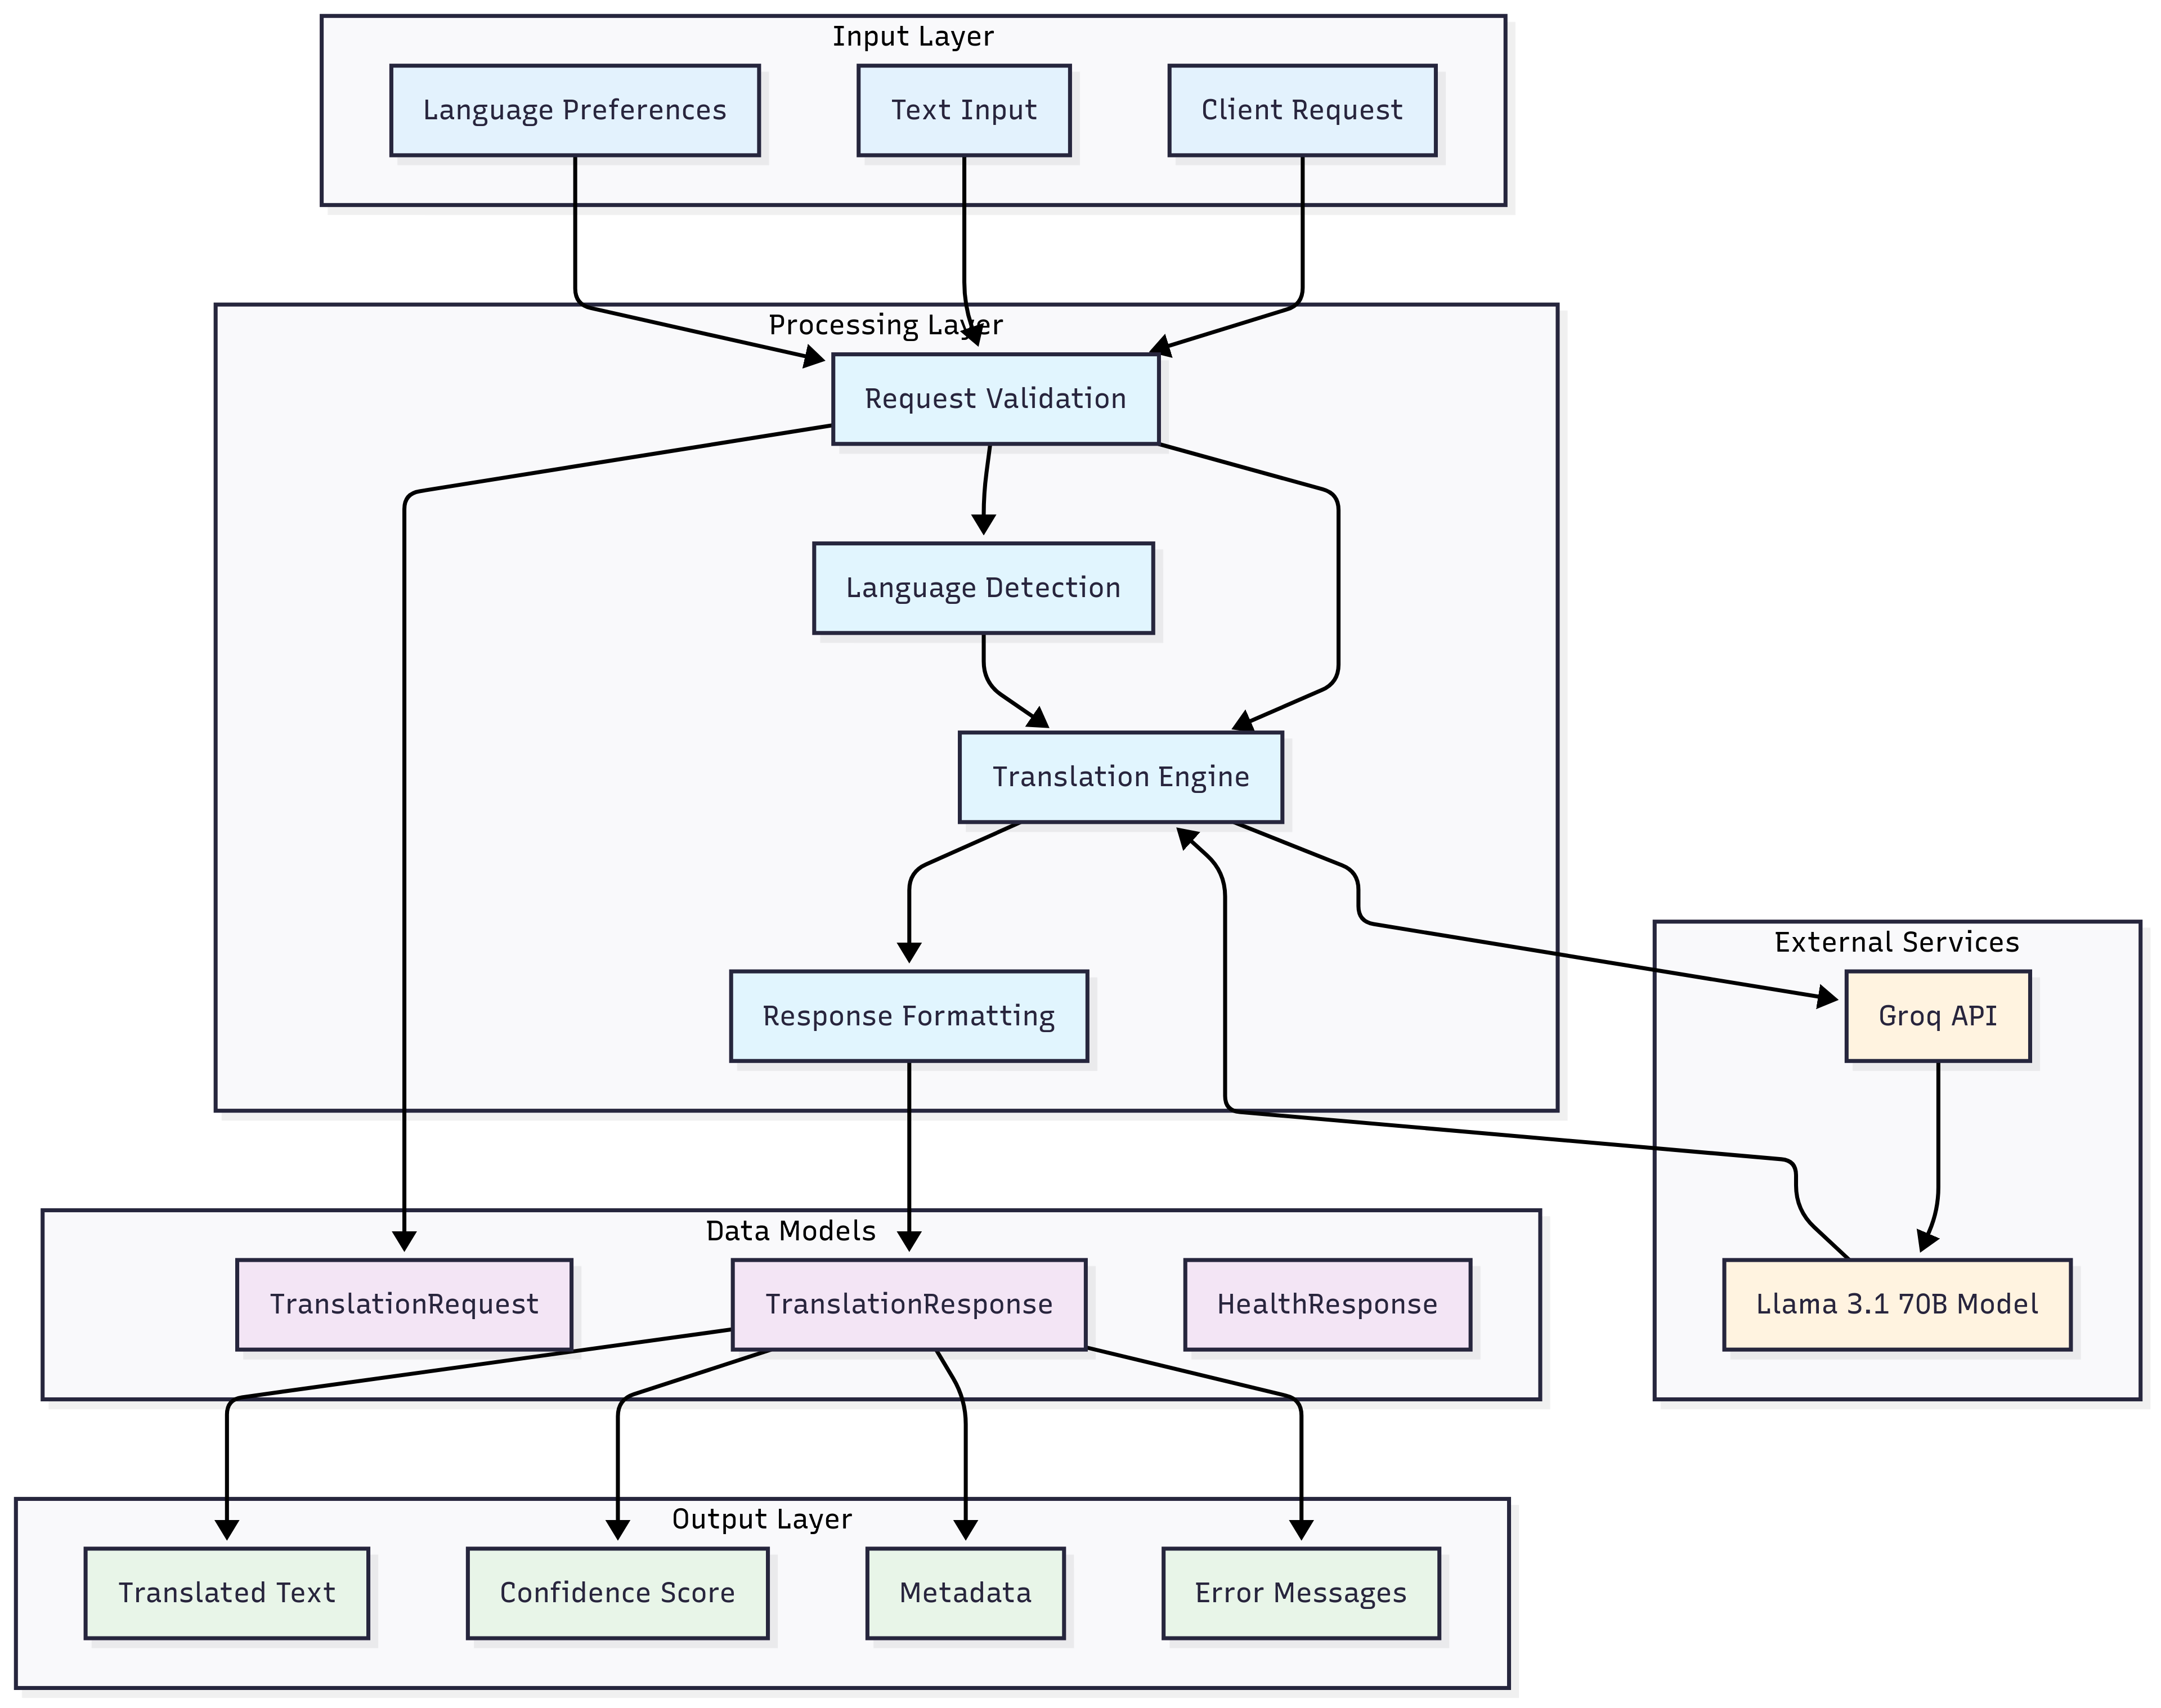 Input Layer
Language Preferences
Text Input
Client Request
Processing Layer
Request Validation
Language Detection
Translation Engine
External Services
Response Formatting
Groq API
Data Models
TranslationRequest
TranslationResponse
HealthResponse
Llama 3.1 70B Model
Output Layer
Translated Text
Confidence Score
Metadata
Error Messages